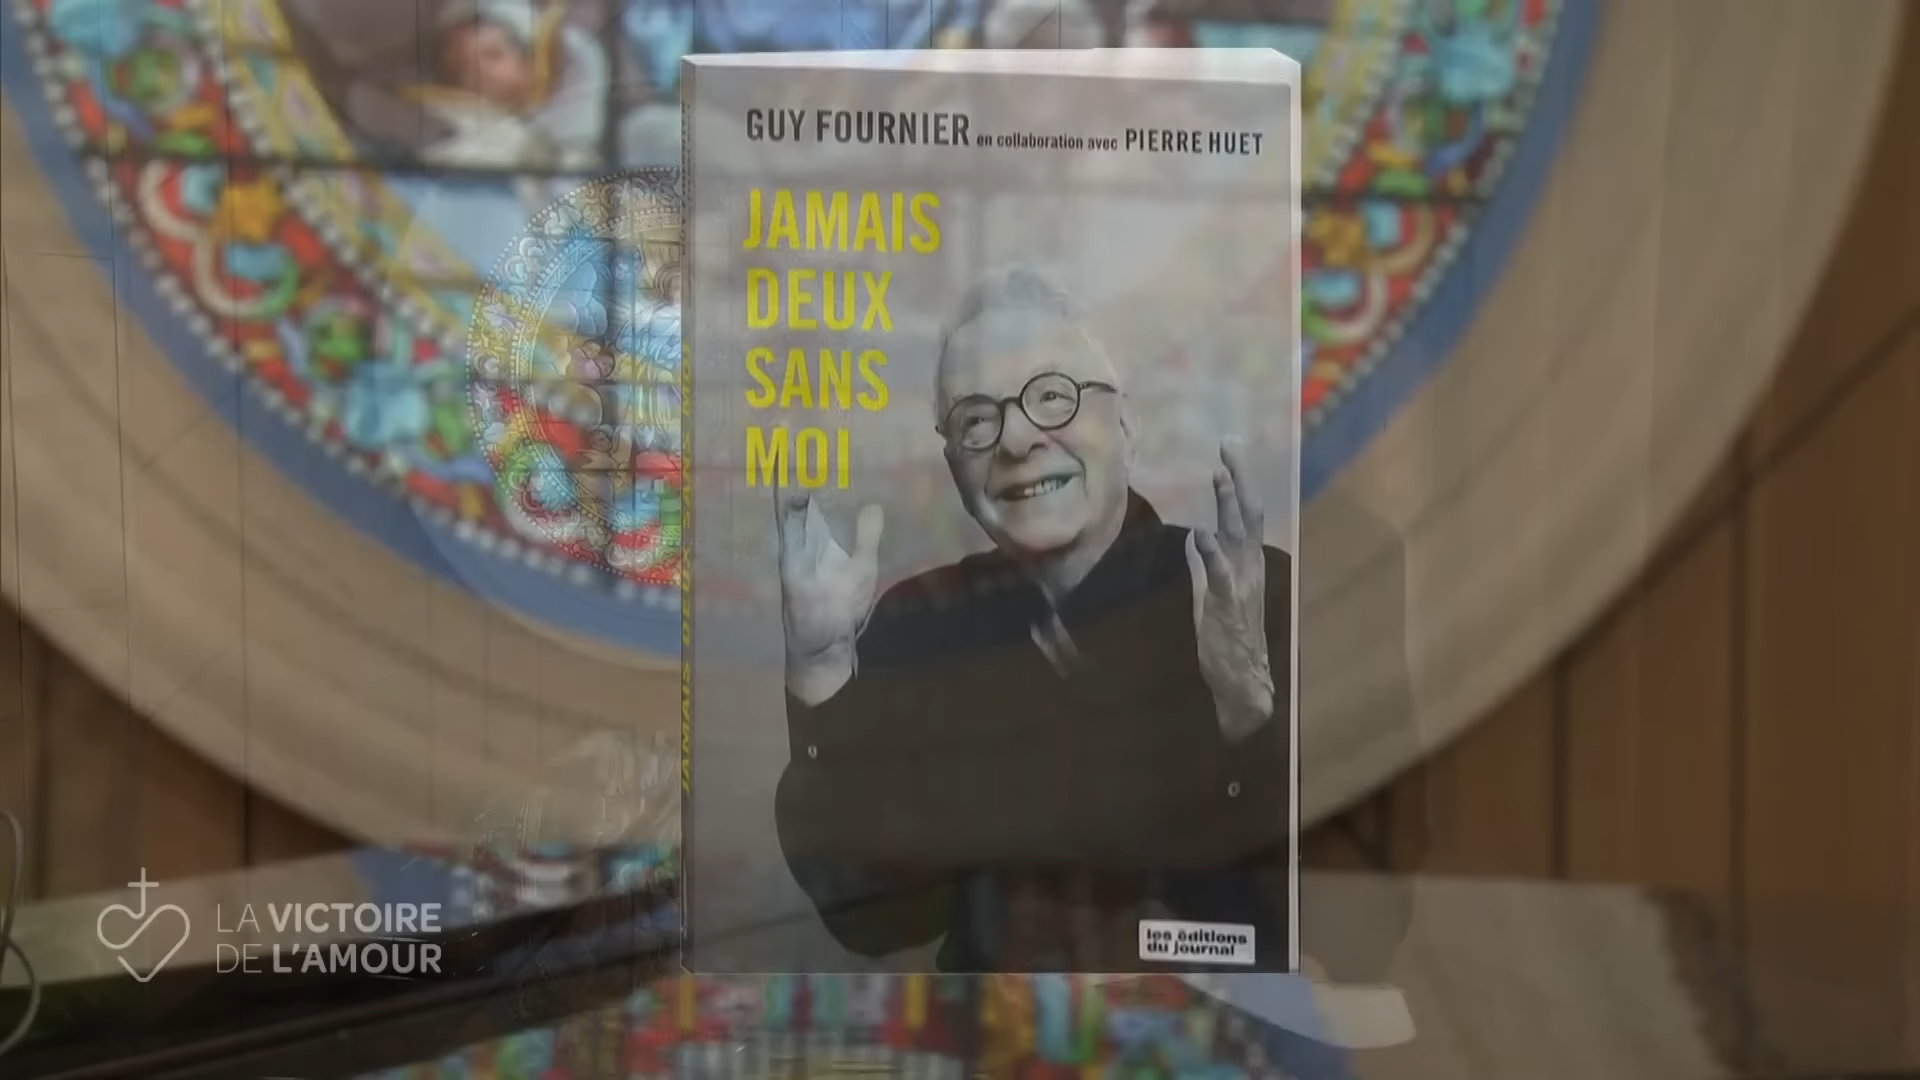 GUY FOURNIER en collaboration avec PIERRE HUET
JAMAIS
DEUX
SANS
MOI
JAMAIS DEUX SANS MOI
les éditions
du journal
LA VICTOIRE
DE L'AMOUR